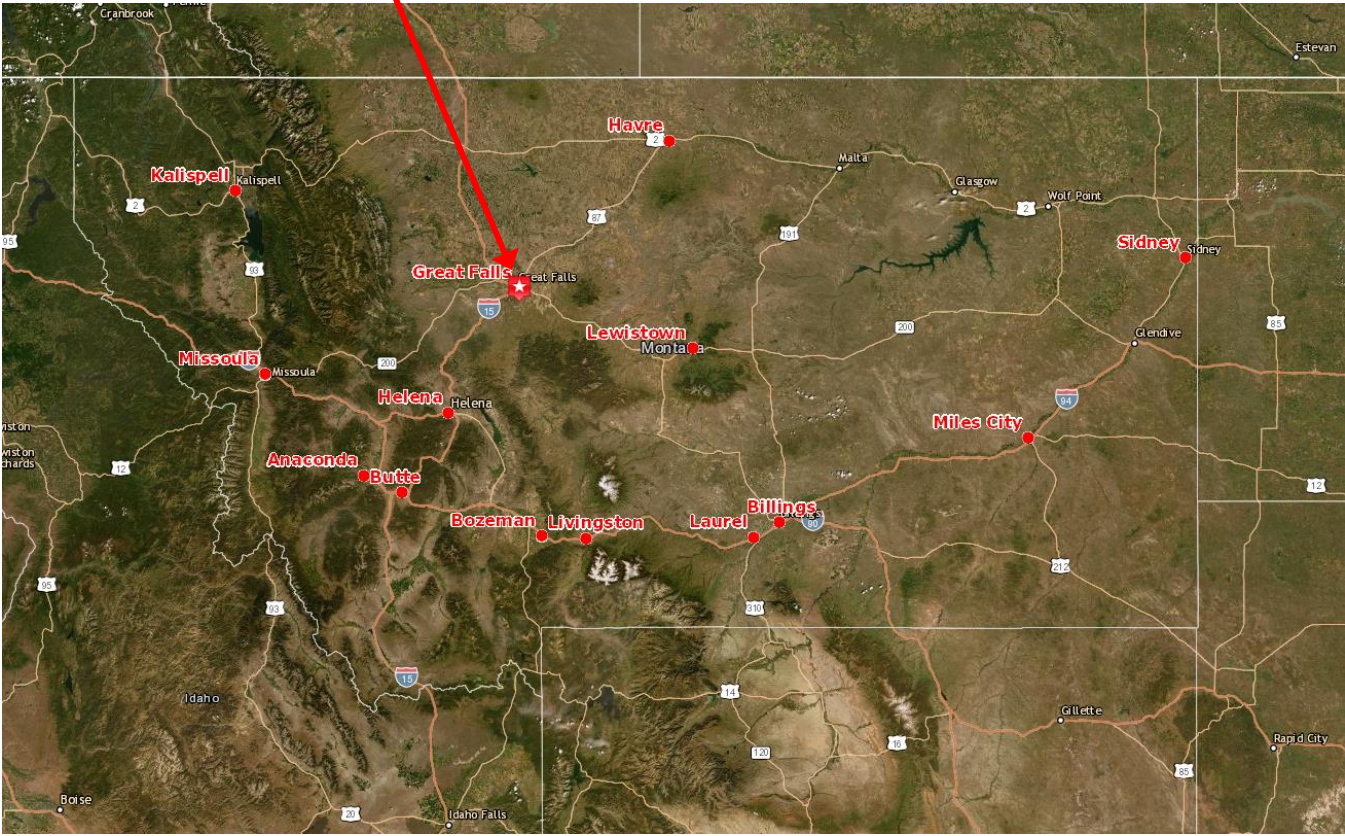 Cranbrook
Estevan
Havre
2
Malta
Kalispell
Kalispell
Glasgow
2
Wolf Point
2
87
95
191
Sidney
Sidney
93
Great Falls
Great Falls
15
200
85
Lewistown
Montana
Glendive
Missoula
Missoula
200
Helena
Helena
94
Miles City
Anaconda
Butte
12
12
Billings
90
Bozeman
Livingston
Laurel
212
95
93
310
15
Idaho
14
Gillette
16
Rapid City
120
85
Boise
20
Idaho Falls